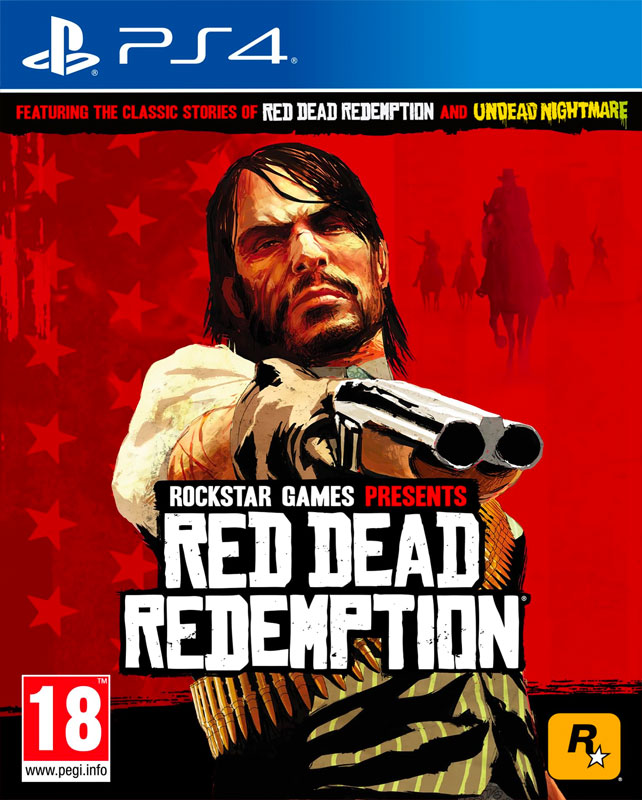 PS4®
FEATURING THE CLASSIC STORIES OF RED DEAD REDEMPTION AND UNDEAD NIGHTMARE
ROCKSTAR GAMES PRESENTS
RED DEAD
REDEMPTION®
18™
www.pegi.info
R®